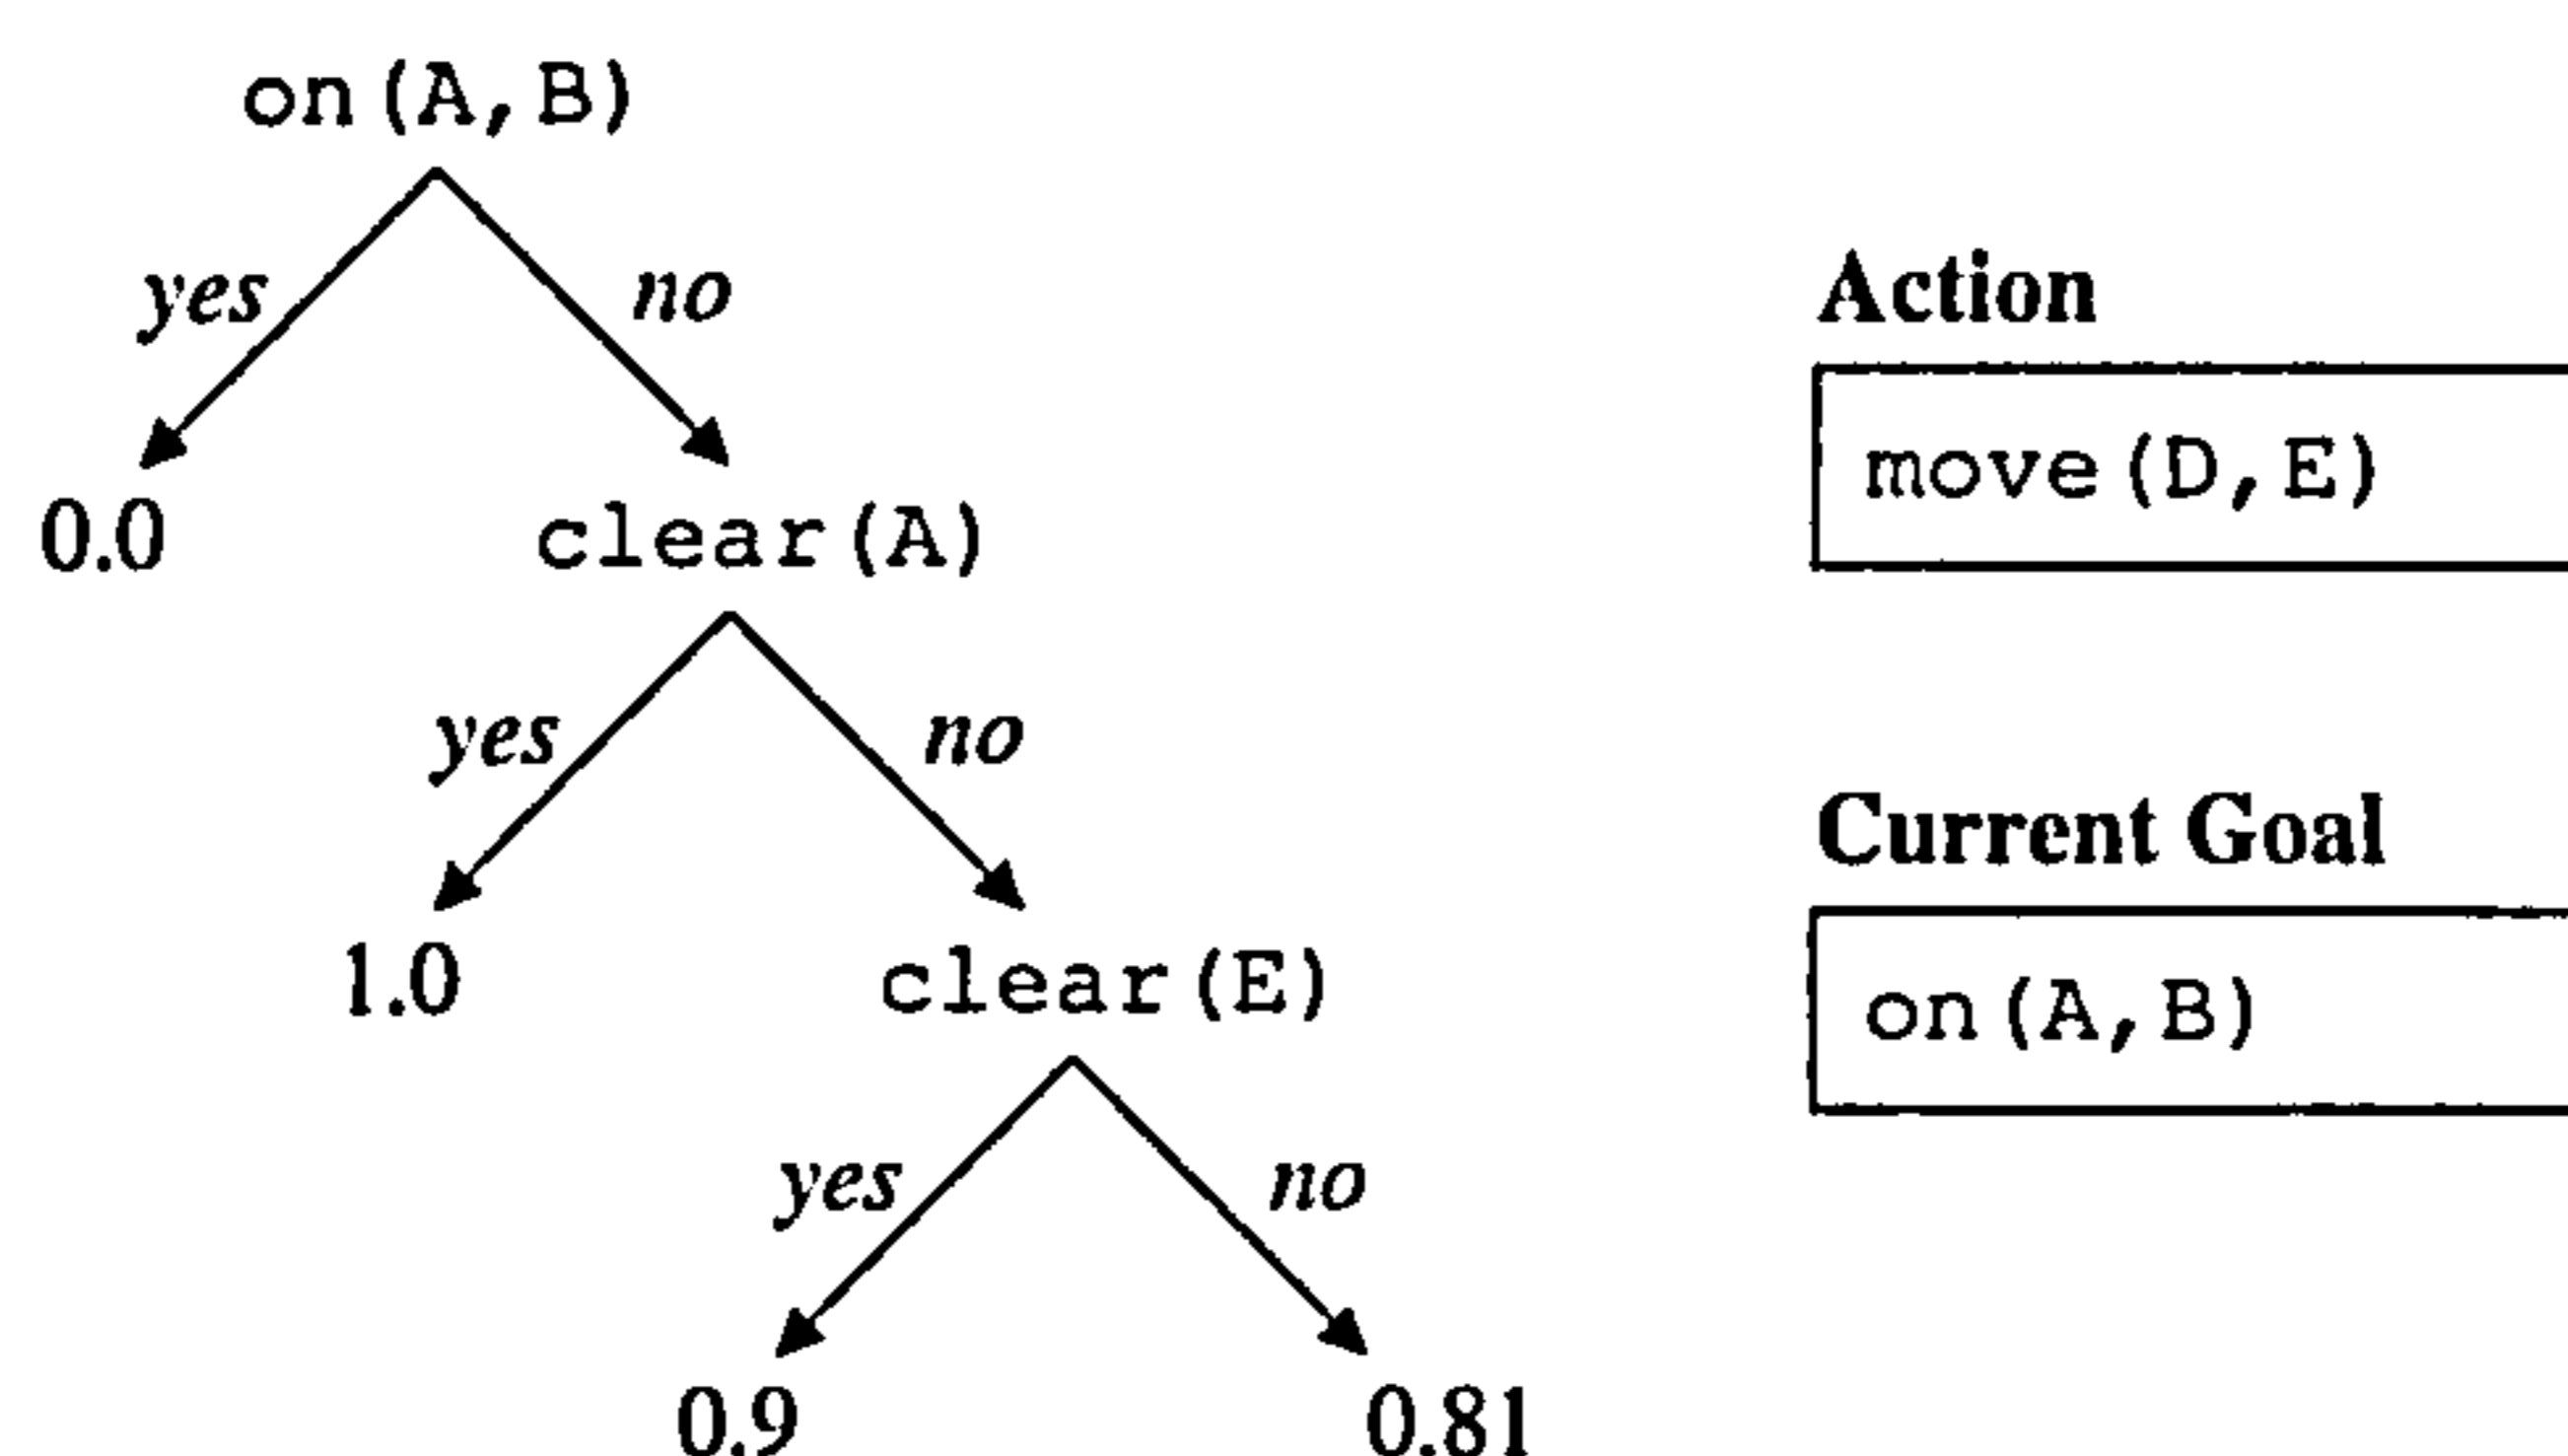 on(A,B)
yes
no
0.0
clear(A)
yes
no
1.0
clear(E)
yes
no
0.9
0.81
Action
move(D,E)
Current Goal
on(A,B)